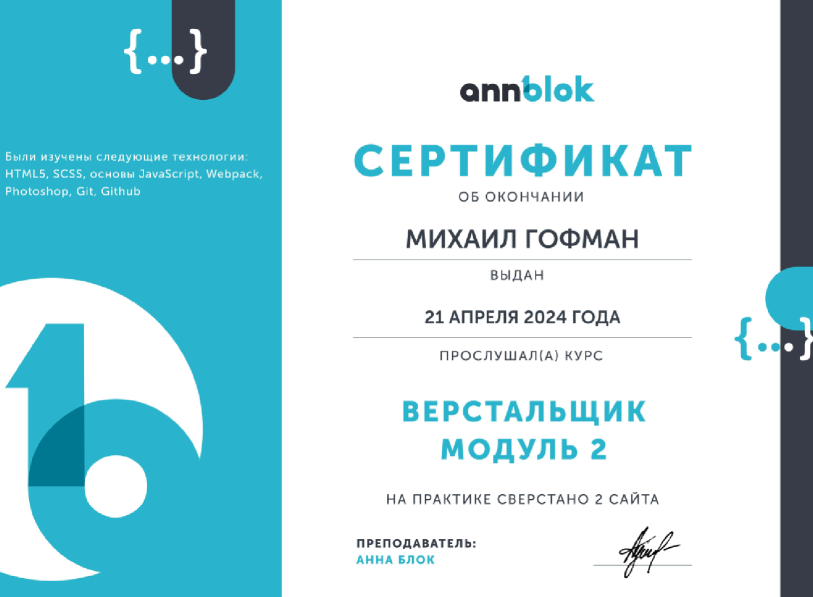 {...}
Были изучены следующие технологии:
HTML5, SCSS, основы JavaScript, Webpack,
Photoshop, Git, Github
annblok
СЕРТИФИКАТ
ОБ ОКОНЧАНИИ
МИХАИЛ ГОФМАН
ВЫДАН
21 АПРЕЛЯ 2024 ГОДА
ПРОСЛУШАЛ(А) КУРС
{...}
ВЕРСТАЛЬЩИК
МОДУЛЬ 2
НА ПРАКТИКЕ СВЕРСТАНО 2 САЙТА
ПРЕПОДАВАТЕЛЬ:
АННА БЛОК